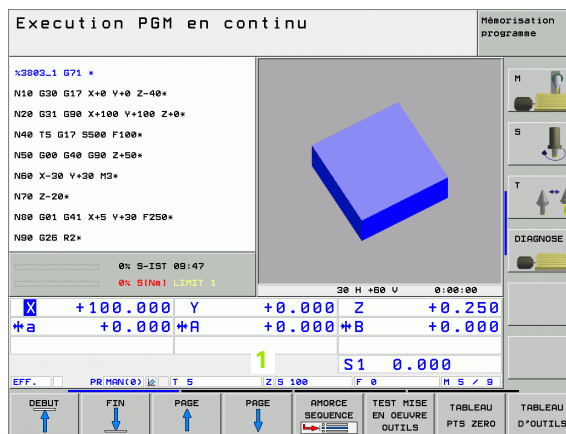 Execution PGM en continu
Mémorisation
programme
%3803_1 G71 *
N10 G30 G17 X+0 Y+0 Z-40*
N20 G31 G90 X+100 Y+100 Z+0*
N40 T5 G17 S500 F100*
N50 G00 G40 G90 Z+50*
N60 X-30 Y+30 M3*
N70 Z-20*
N80 G01 G41 X+5 Y+30 F250*
N90 G26 R2*
0% S-IST 09:47
0% S[Nm] LIMIT 1
30 H +60 V 0:00:00
M
S
T
DIAGNOSE
X +100.000 Y +0.000 Z +0.250
a +0.000 A +0.000 B +0.000
1
S1 0.000
EFF. PR MAN(0) T 5 Z S 100 F 0 M 5 / 9
DEBUT
FIN
PAGE
PAGE
AMORCE
SEQUENCE
TEST MISE
EN OEUVRE
OUTILS
TABLEAU
PTS ZERO
TABLEAU
D'OUTILS